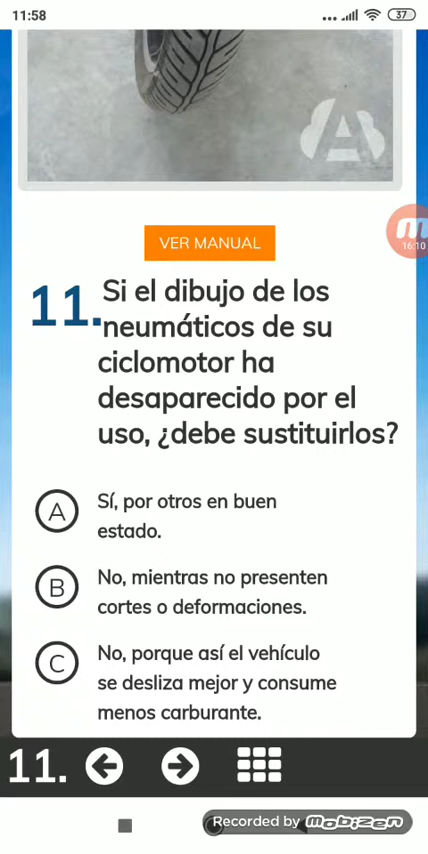 11:58
37
A
VER MANUAL
m
16:10
11. Si el dibujo de los
neumáticos de su
ciclomotor ha
desaparecido por el
uso, ¿debe sustituirlos?
A Sí, por otros en buen
estado.
B No, mientras no presenten
cortes o deformaciones.
C No, porque así el vehículo
se desliza mejor y consume
menos carburante.
11.
Recorded by mobizen